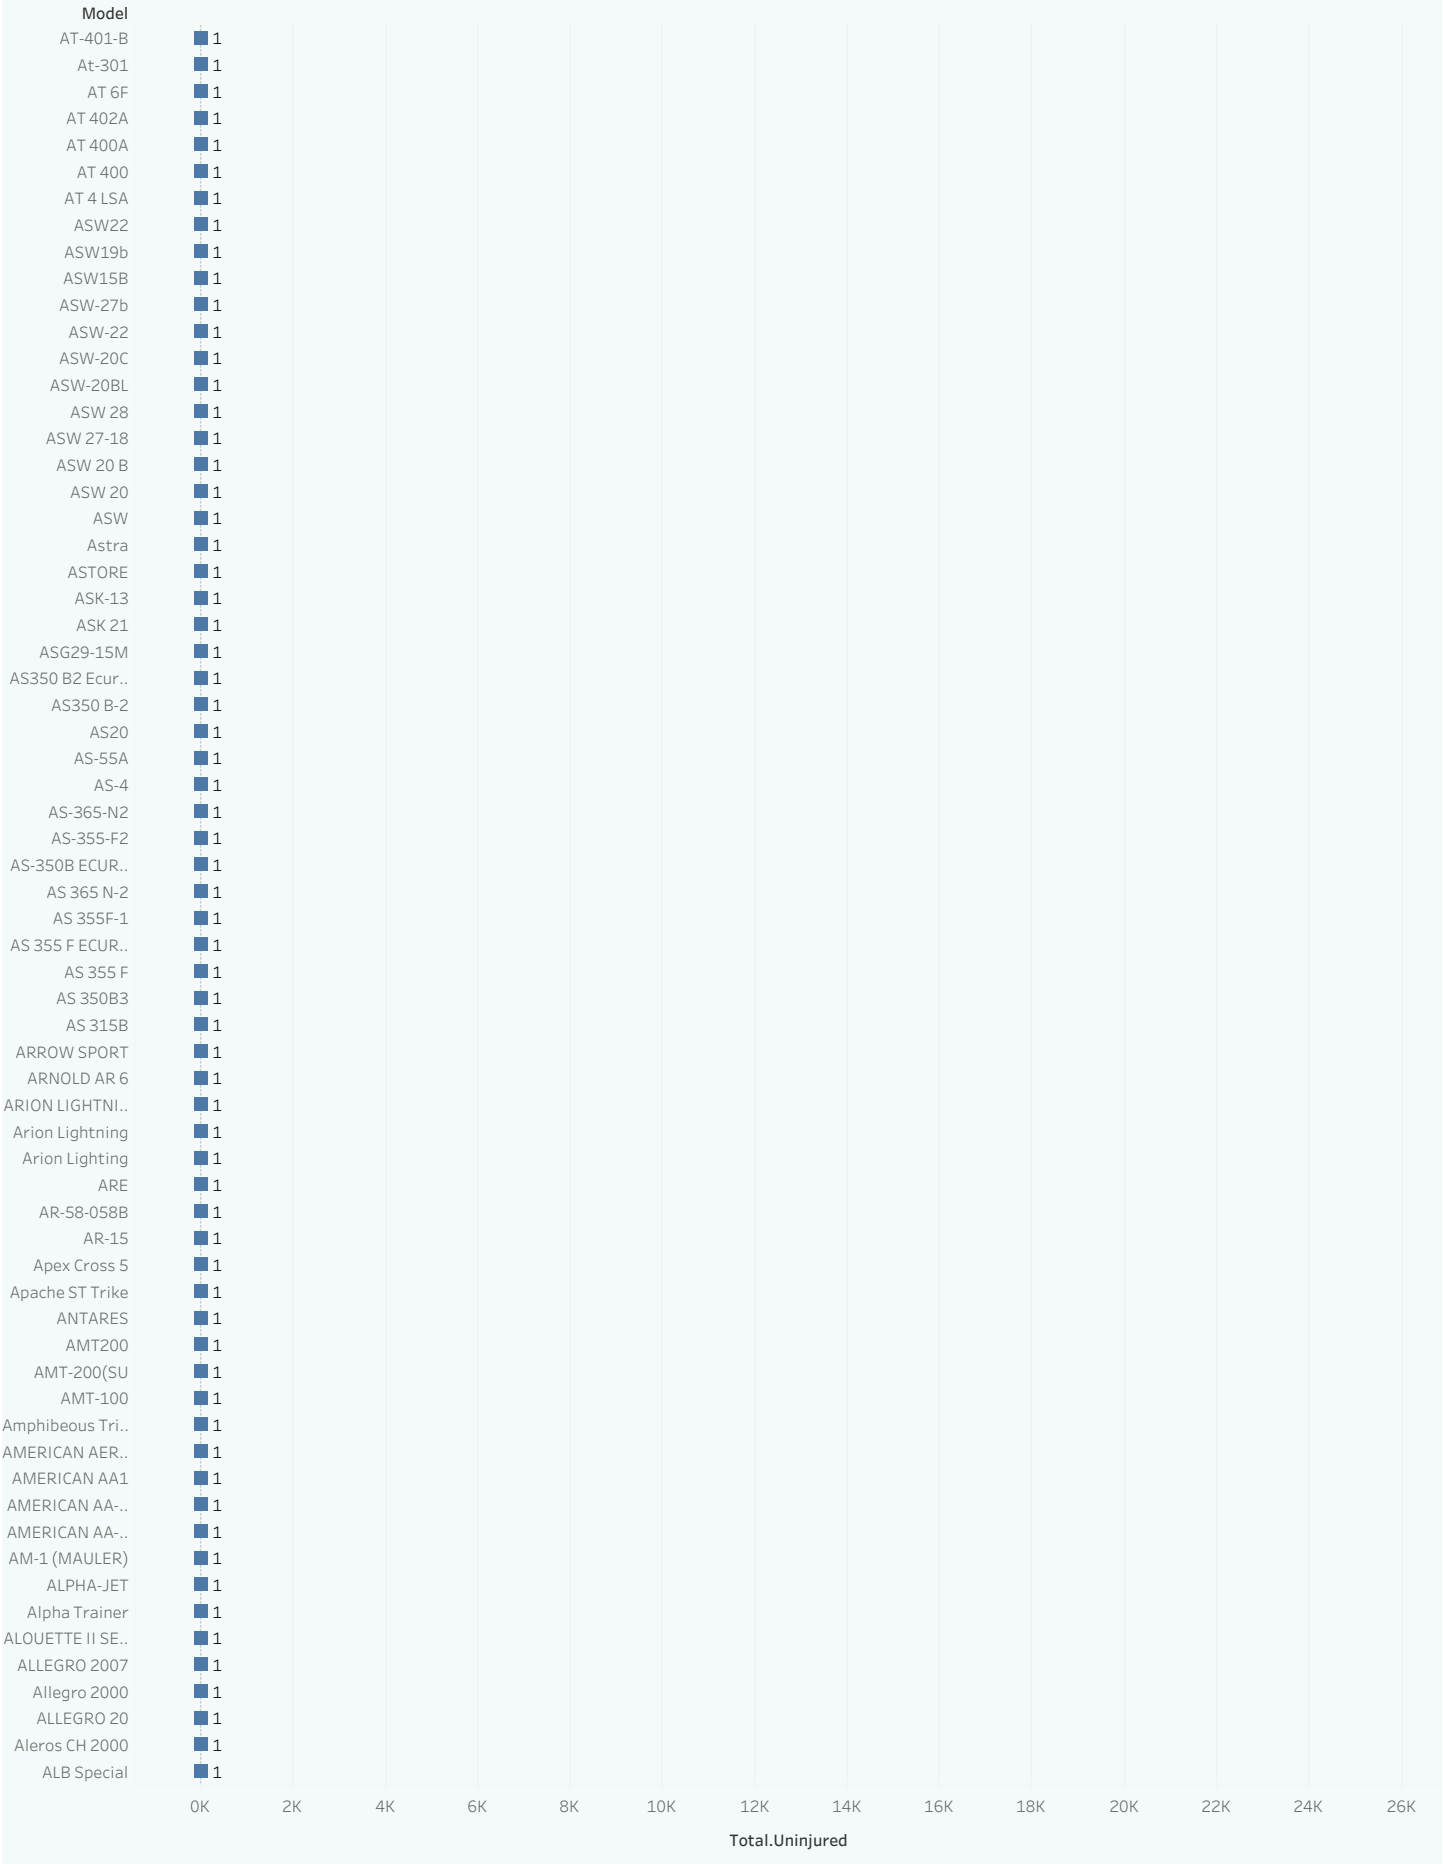 Model
AT-401-B 1
At-301 1
AT 6F 1
AT 402A 1
AT 400A 1
AT 400 1
AT 4 LSA 1
ASW22 1
ASW19b 1
ASW15B 1
ASW-27b 1
ASW-22 1
ASW-20C 1
ASW-20BL 1
ASW 28 1
ASW 27-18 1
ASW 20 B 1
ASW 20 1
ASW 1
Astra 1
ASTORE 1
ASK-13 1
ASK 21 1
ASG29-15M 1
AS350 B2 Ecur.. 1
AS350 B-2 1
AS20 1
AS-55A 1
AS-4 1
AS-365-N2 1
AS-355-F2 1
AS-350B ECUR.. 1
AS 365 N-2 1
AS 355F-1 1
AS 355 F ECUR.. 1
AS 355 F 1
AS 350B3 1
AS 315B 1
ARROW SPORT 1
ARNOLD AR 6 1
ARION LIGHTNI.. 1
Arion Lightning 1
Arion Lighting 1
ARE 1
AR-58-058B 1
AR-15 1
Apex Cross 5 1
Apache ST Trike 1
ANTARES 1
AMT200 1
AMT-200(SU 1
AMT-100 1
Amphibeous Tri.. 1
AMERICAN AER.. 1
AMERICAN AA1 1
AMERICAN AA-.. 1
AMERICAN AA-.. 1
AM-1 (MAULER) 1
ALPHA-JET 1
Alpha Trainer 1
ALOUETTE II SE.. 1
ALLEGRO 2007 1
Allegro 2000 1
ALLEGRO 20 1
Aleros CH 2000 1
ALB Special 1
0K 2K 4K 6K 8K 10K 12K 14K 16K 18K 20K 22K 24K 26K
Total.Uninjured